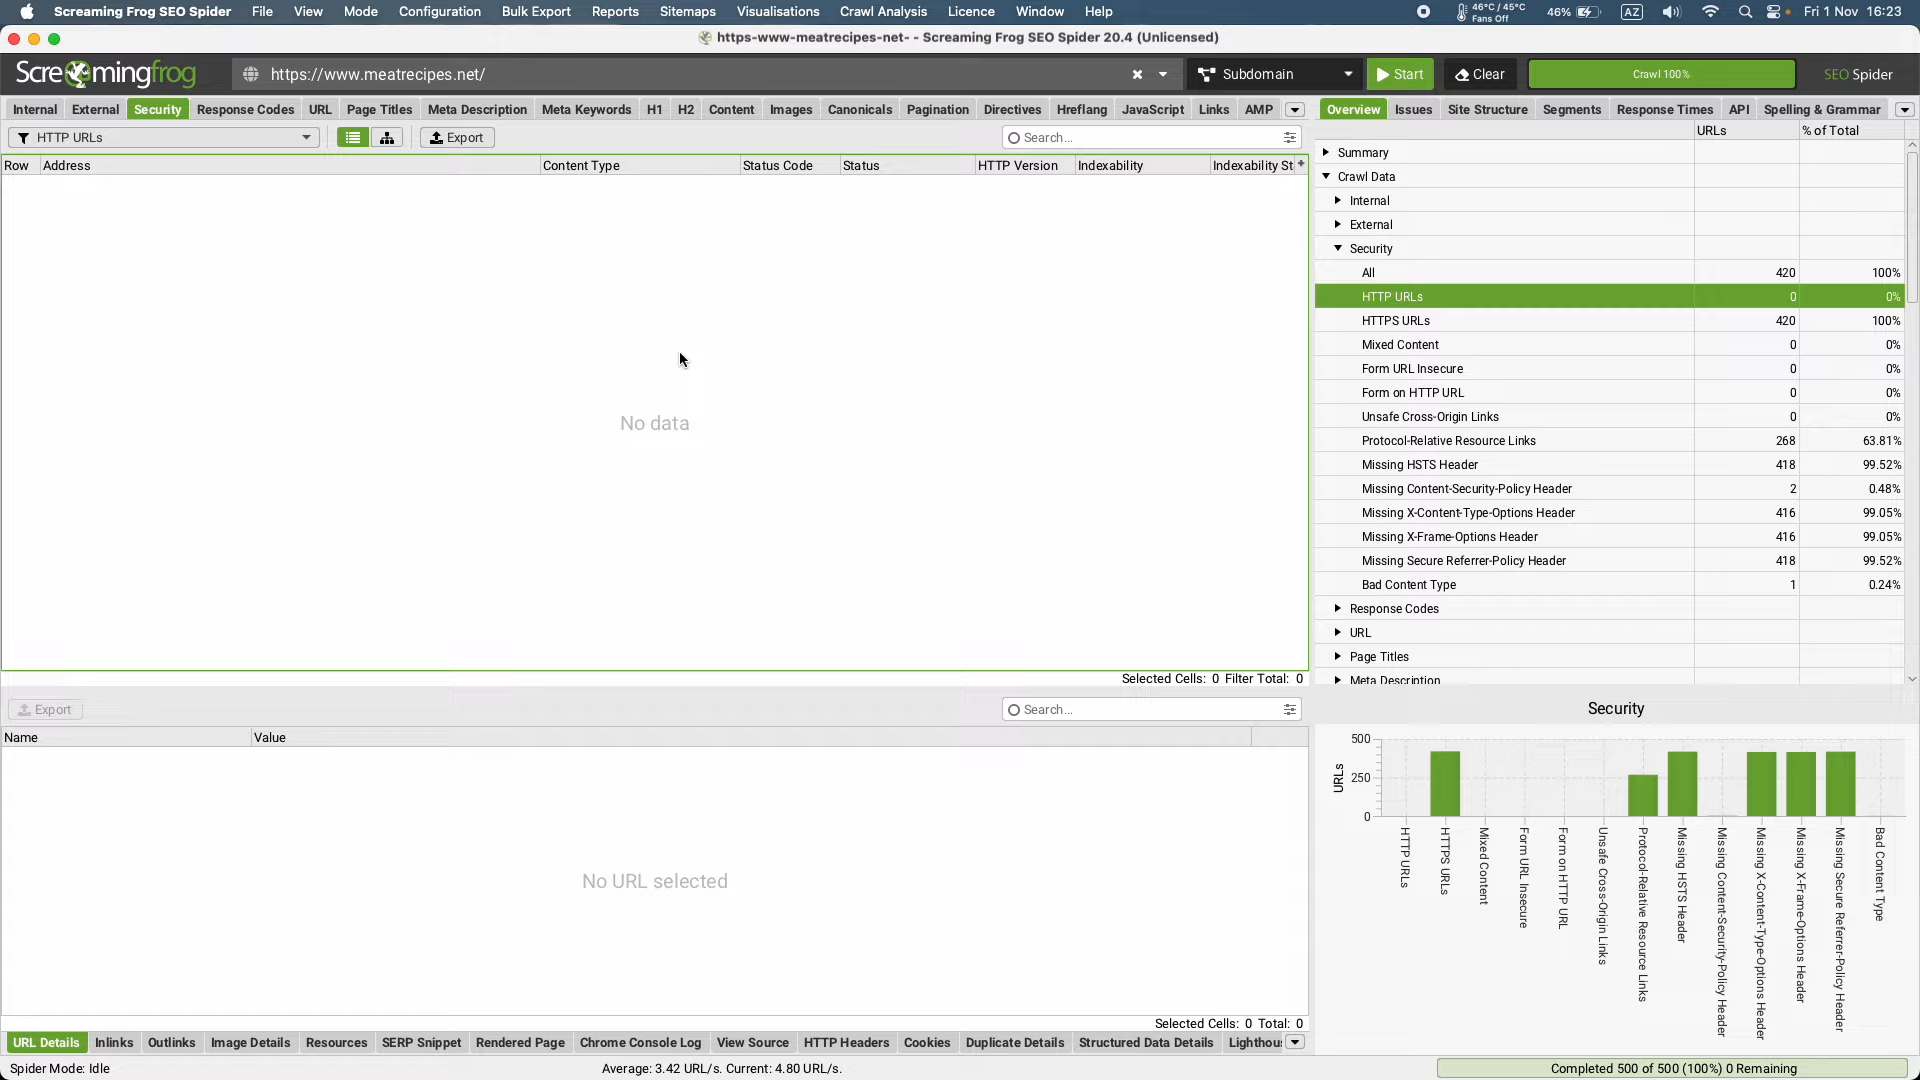 Screaming Frog SEO Spider File View Mode Configuration Bulk Export Reports Sitemaps Visualisations Crawl Analysis Licence Window Help 46°C / 45°C Fans Off 46% AZ Fri 1 Nov 16:23
https-www-meatrecipes-net- - Screaming Frog SEO Spider 20.4 (Unlicensed)
Screamingfrog https://www.meatrecipes.net/ Subdomain Start Clear Crawl 100% SEO Spider
Internal External Security Response Codes URL Page Titles Meta Description Meta Keywords H1 H2 Content Images Canonicals Pagination Directives Hreflang JavaScript Links AMP Overview Issues Site Structure Segments Response Times API Spelling & Grammar
HTTP URLs Export Search...
URLs % of Total
Row Address Content Type Status Code Status HTTP Version Indexability Indexability St +
Summary
Crawl Data
Internal
External
Security
All 420 100%
HTTP URLs 0 0%
HTTPS URLs 420 100%
Mixed Content 0 0%
Form URL Insecure 0 0%
Form on HTTP URL 0 0%
Unsafe Cross-Origin Links 0 0%
Protocol-Relative Resource Links 268 63.81%
Missing HSTS Header 418 99.52%
Missing Content-Security-Policy Header 2 0.48%
Missing X-Content-Type-Options Header 416 99.05%
Missing X-Frame-Options Header 416 99.05%
Missing Secure Referrer-Policy Header 418 99.52%
Bad Content Type 1 0.24%
Response Codes
URL
Page Titles
Meta Description
No data
Selected Cells: 0 Filter Total: 0
Export Search...
Name Value
No URL selected
Selected Cells: 0 Total: 0
Security
500
250
0
URLs
HTTP URLs
HTTPS URLs
Mixed Content
Form URL Insecure
Form on HTTP URL
Unsafe Cross-Origin Links
Protocol-Relative Resource Links
Missing HSTS Header
Missing Content-Security-Policy Header
Missing X-Content-Type-Options Header
Missing X-Frame-Options Header
Missing Secure Referrer-Policy Header
Bad Content Type
URL Details Inlinks Outlinks Image Details Resources SERP Snippet Rendered Page Chrome Console Log View Source HTTP Headers Cookies Duplicate Details Structured Data Details Lighthou
Spider Mode: Idle Average: 3.42 URL/s. Current: 4.80 URL/s. Completed 500 of 500 (100%) 0 Remaining